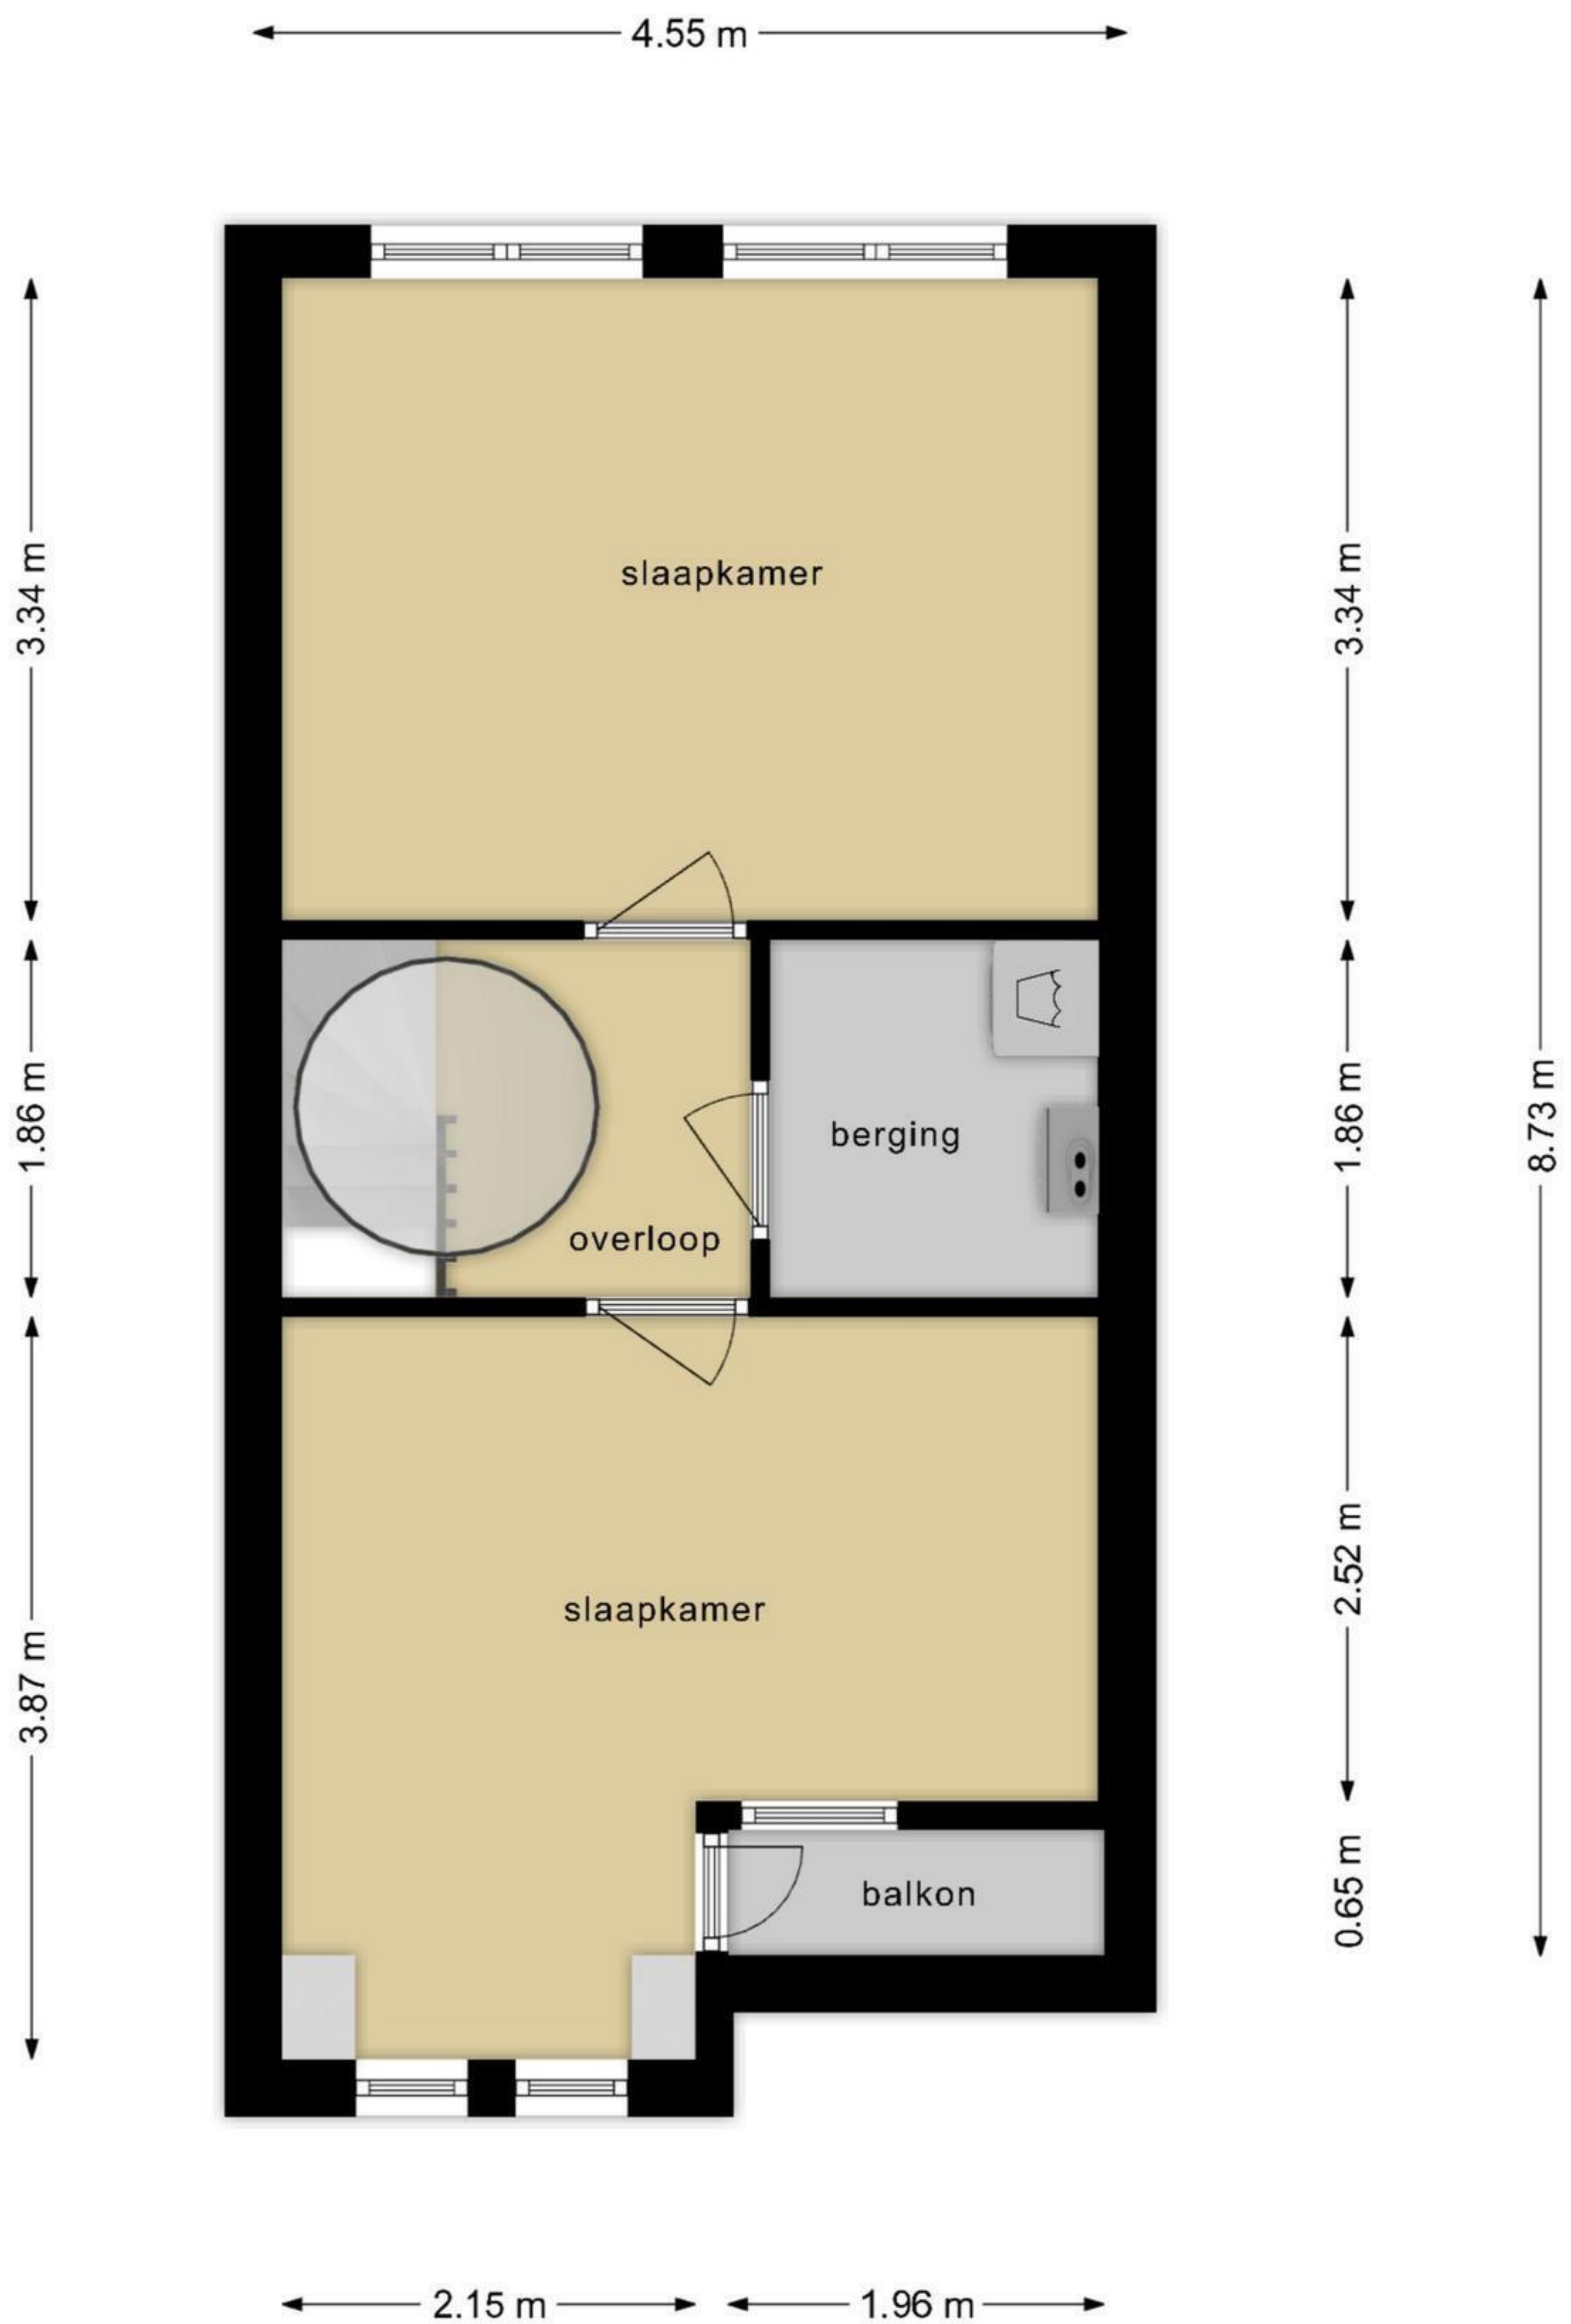 4.55 m
3.34 m
3.34 m
slaapkamer
1.86 m
1.86 m
8.73 m
berging
overloop
2.52 m
slaapkamer
3.87 m
0.65 m
balkon
2.15 m
1.96 m